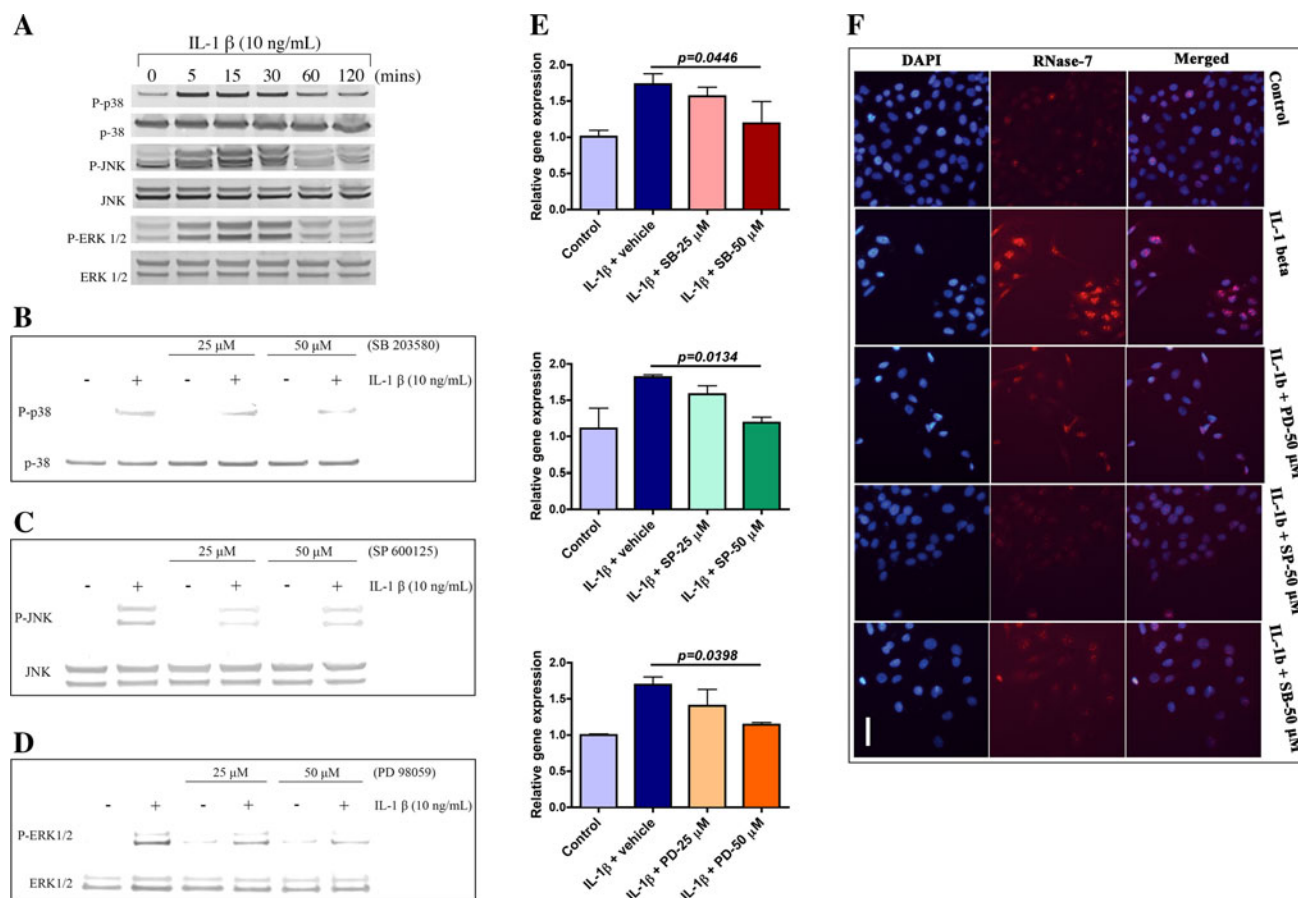 A
IL-1 β (10 ng/mL)
0 5 15 30 60 120 (mins)
P-p38
p-38
P-JNK
JNK
P-ERK 1/2
ERK 1/2
B
25 μM 50 μM (SB 203580)
- + - + - + IL-1 β (10 ng/mL)
P-p38
p-38
C
25 μM 50 μM (SP 600125)
- + - + - + IL-1 β (10 ng/mL)
P-JNK
JNK
D
25 μM 50 μM (PD 98059)
- + - + - + IL-1 β (10 ng/mL)
P-ERK1/2
ERK1/2
E
p=0.0446
Relative gene expression
2.0
1.5
1.0
0.5
0.0
Control
IL-1β + vehicle
IL-1β + SB-25 μM
IL-1β + SB-50 μM
p=0.0134
Relative gene expression
2.0
1.5
1.0
0.5
0.0
Control
IL-1β + vehicle
IL-1β + SP-25 μM
IL-1β + SP-50 μM
p=0.0398
Relative gene expression
2.0
1.5
1.0
0.5
0.0
Control
IL-1β + vehicle
IL-1β + PD-25 μM
IL-1β + PD-50 μM
F
DAPI RNase-7 Merged
Control
IL-1 beta
IL-1b + PD-50 μM
IL-1b + SP-50 μM
IL-1b + SB-50 μM